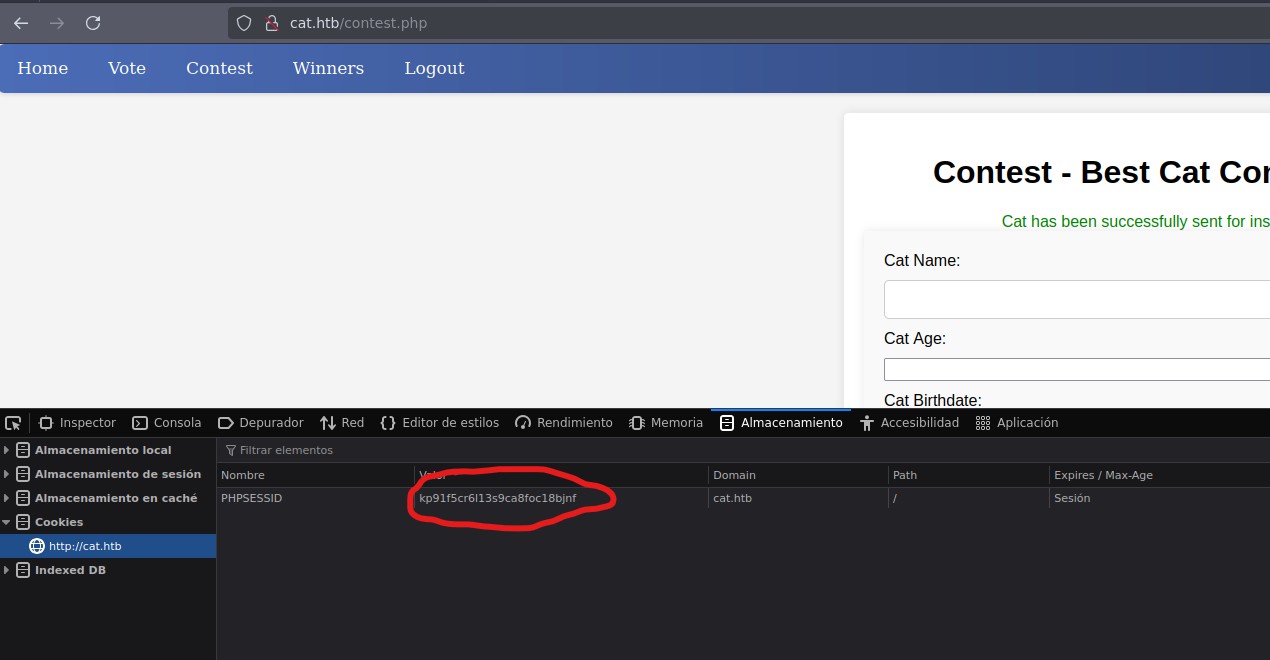 cat.htb/contest.php
Home Vote Contest Winners Logout
Contest - Best Cat Con
Cat has been successfully sent for ins
Cat Name:
Cat Age:
Cat Birthdate:
Inspector Consola Depurador Red Editor de estilos Rendimiento Memoria Almacenamiento Accesibilidad Aplicación
Almacenamiento local
Almacenamiento de sesión
Almacenamiento en caché
Cookies
http://cat.htb
Indexed DB
Filtrar elementos
Nombre Valor Domain Path Expires / Max-Age
PHPSESSID kp91f5cr6l13s9ca8foc18bjnf cat.htb / Sesión